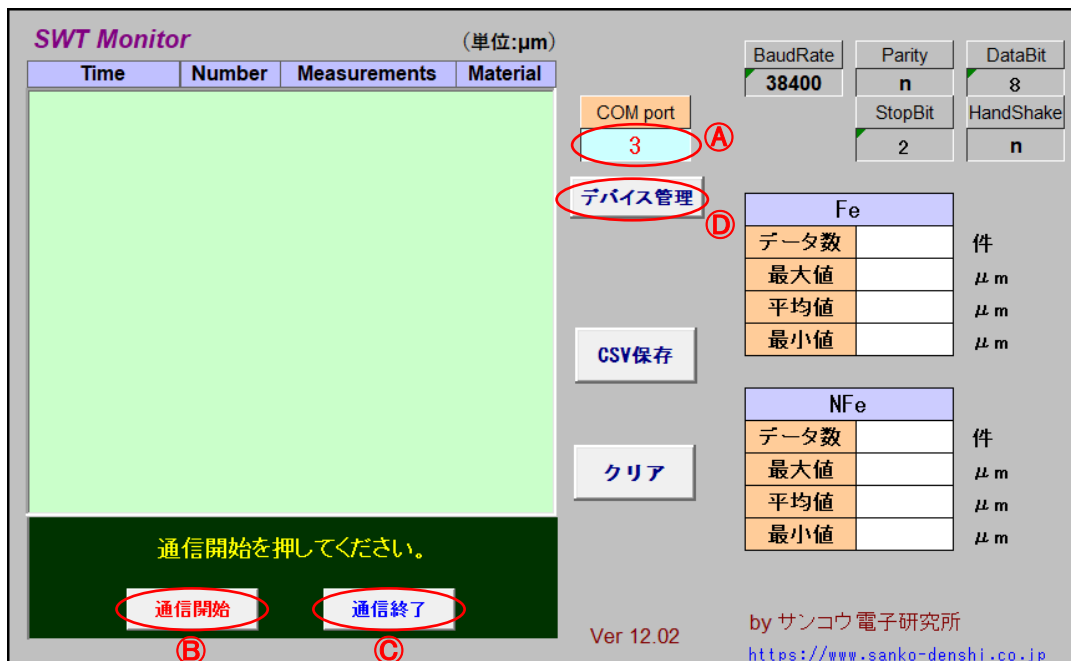 SWT Monitor
(単位:μm)
Time Number Measurements Material
通信開始を押してください。
通信開始 通信終了
Ⓑ Ⓒ
COM port
3
Ⓐ
デバイス管理
Ⓓ
CSV保存
クリア
Ver 12.02
BaudRate Parity DataBit
38400 n 8
StopBit HandShake
2 n
Fe
データ数 件
最大値 μm
平均値 μm
最小値 μm
NFe
データ数 件
最大値 μm
平均値 μm
最小値 μm
by サンコウ電子研究所
https://www.sanko-denshi.co.jp